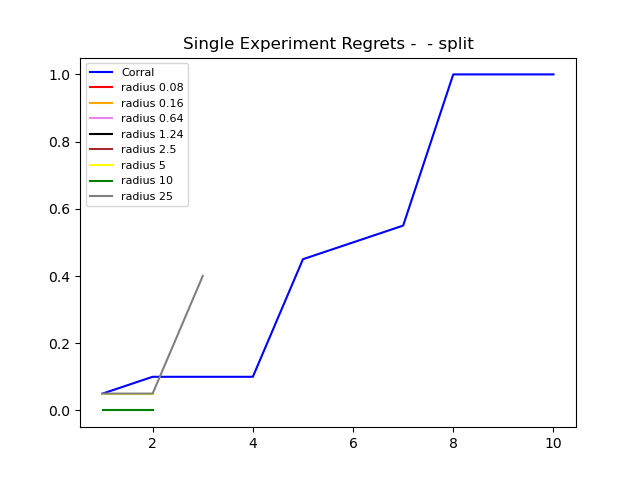 Single Experiment Regrets -  - split
Corral
radius 0.08
radius 0.16
radius 0.64
radius 1.24
radius 2.5
radius 5
radius 10
radius 25
1.0
0.8
0.6
0.4
0.2
0.0
2
4
6
8
10